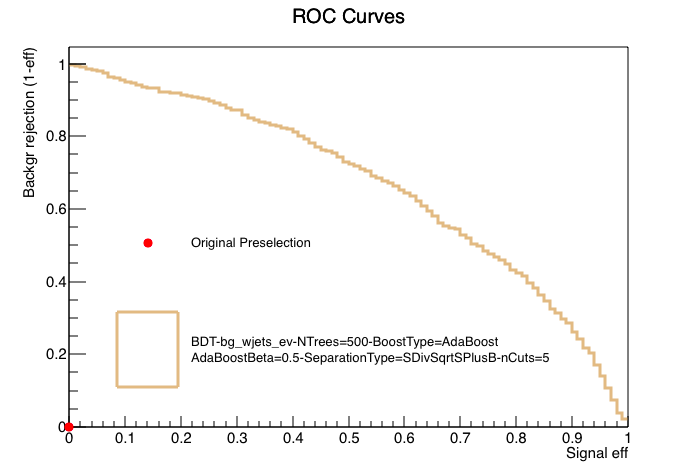 ROC Curves
Backgr rejection (1-eff)
1
0.8
0.6
0.4
0.2
0
Original Preselection
BDT-bg_wjets_ev-NTrees=500-BoostType=AdaBoost
AdaBoostBeta=0.5-SeparationType=SDivSqrtSPlusB-nCuts=5
0 0.1 0.2 0.3 0.4 0.5 0.6 0.7 0.8 0.9 1
Signal eff